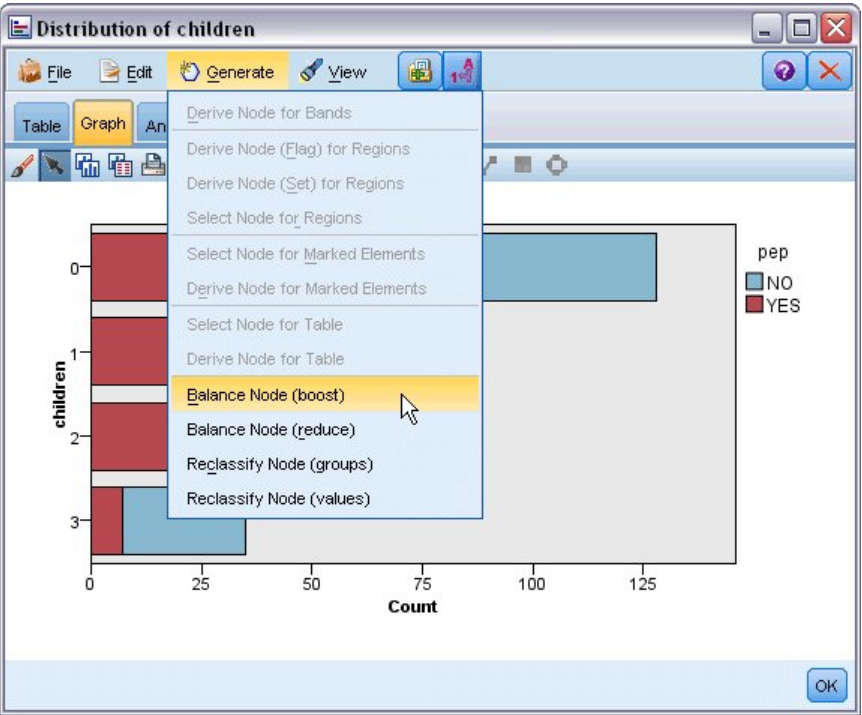 Distribution of children
File Edit Generate View
Table Graph An
Derive Node for Bands
Derive Node (Flag) for Regions
Derive Node (Set) for Regions
Select Node for Regions
Select Node for Marked Elements
Derive Node for Marked Elements
Select Node for Table
Derive Node for Table
Balance Node (boost)
Balance Node (reduce)
Reclassify Node (groups)
Reclassify Node (values)
children
0
1
2
3
0 25 50 75 100 125
Count
pep
NO
YES
OK